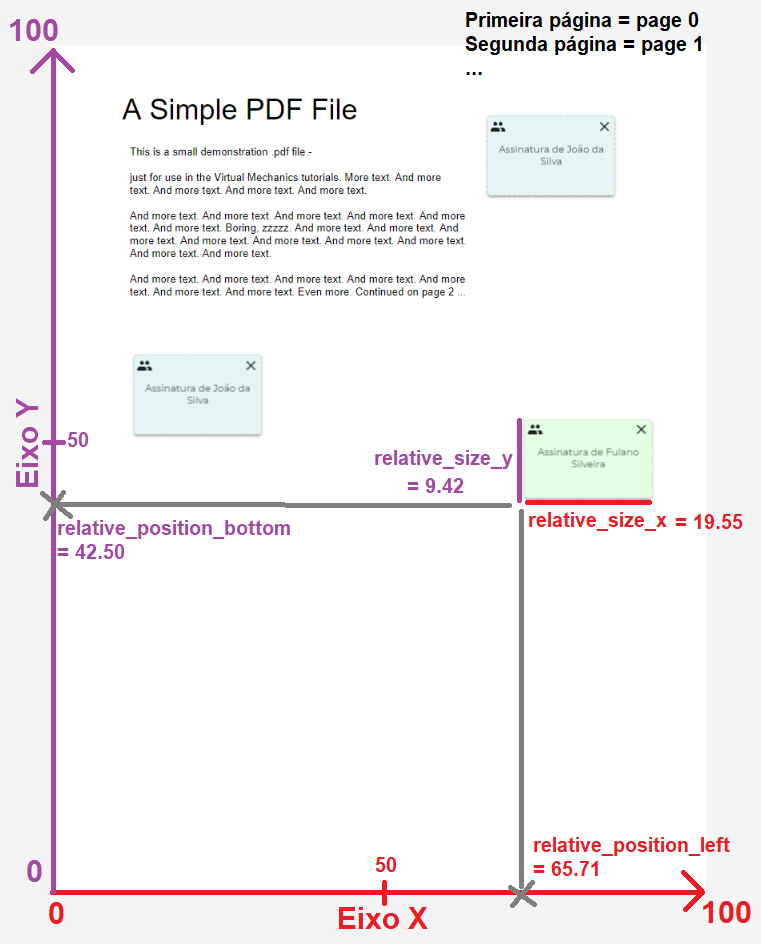 100
Primeira página = page 0
Segunda página = page 1
...
A Simple PDF File
This is a small demonstration .pdf file -
just for use in the Virtual Mechanics tutorials. More text. And more
text. And more text. And more text. And more text.
And more text. And more text. And more text. And more text. And more
text. And more text. Boring, zzzzz. And more text. And more text. And
more text. And more text. And more text. And more text. And more text.
And more text. And more text.
And more text. And more text. And more text. And more text. And more
text. And more text. And more text. Even more. Continued on page 2 ...
Assinatura de João da
Silva
Assinatura de João da
Silva
Eixo Y
50
relative_size_y
= 9.42
Assinatura de Fulano
Silveira
relative_size_x = 19.55
relative_position_bottom
= 42.50
relative_position_left
= 65.71
50
0
0
Eixo X
100